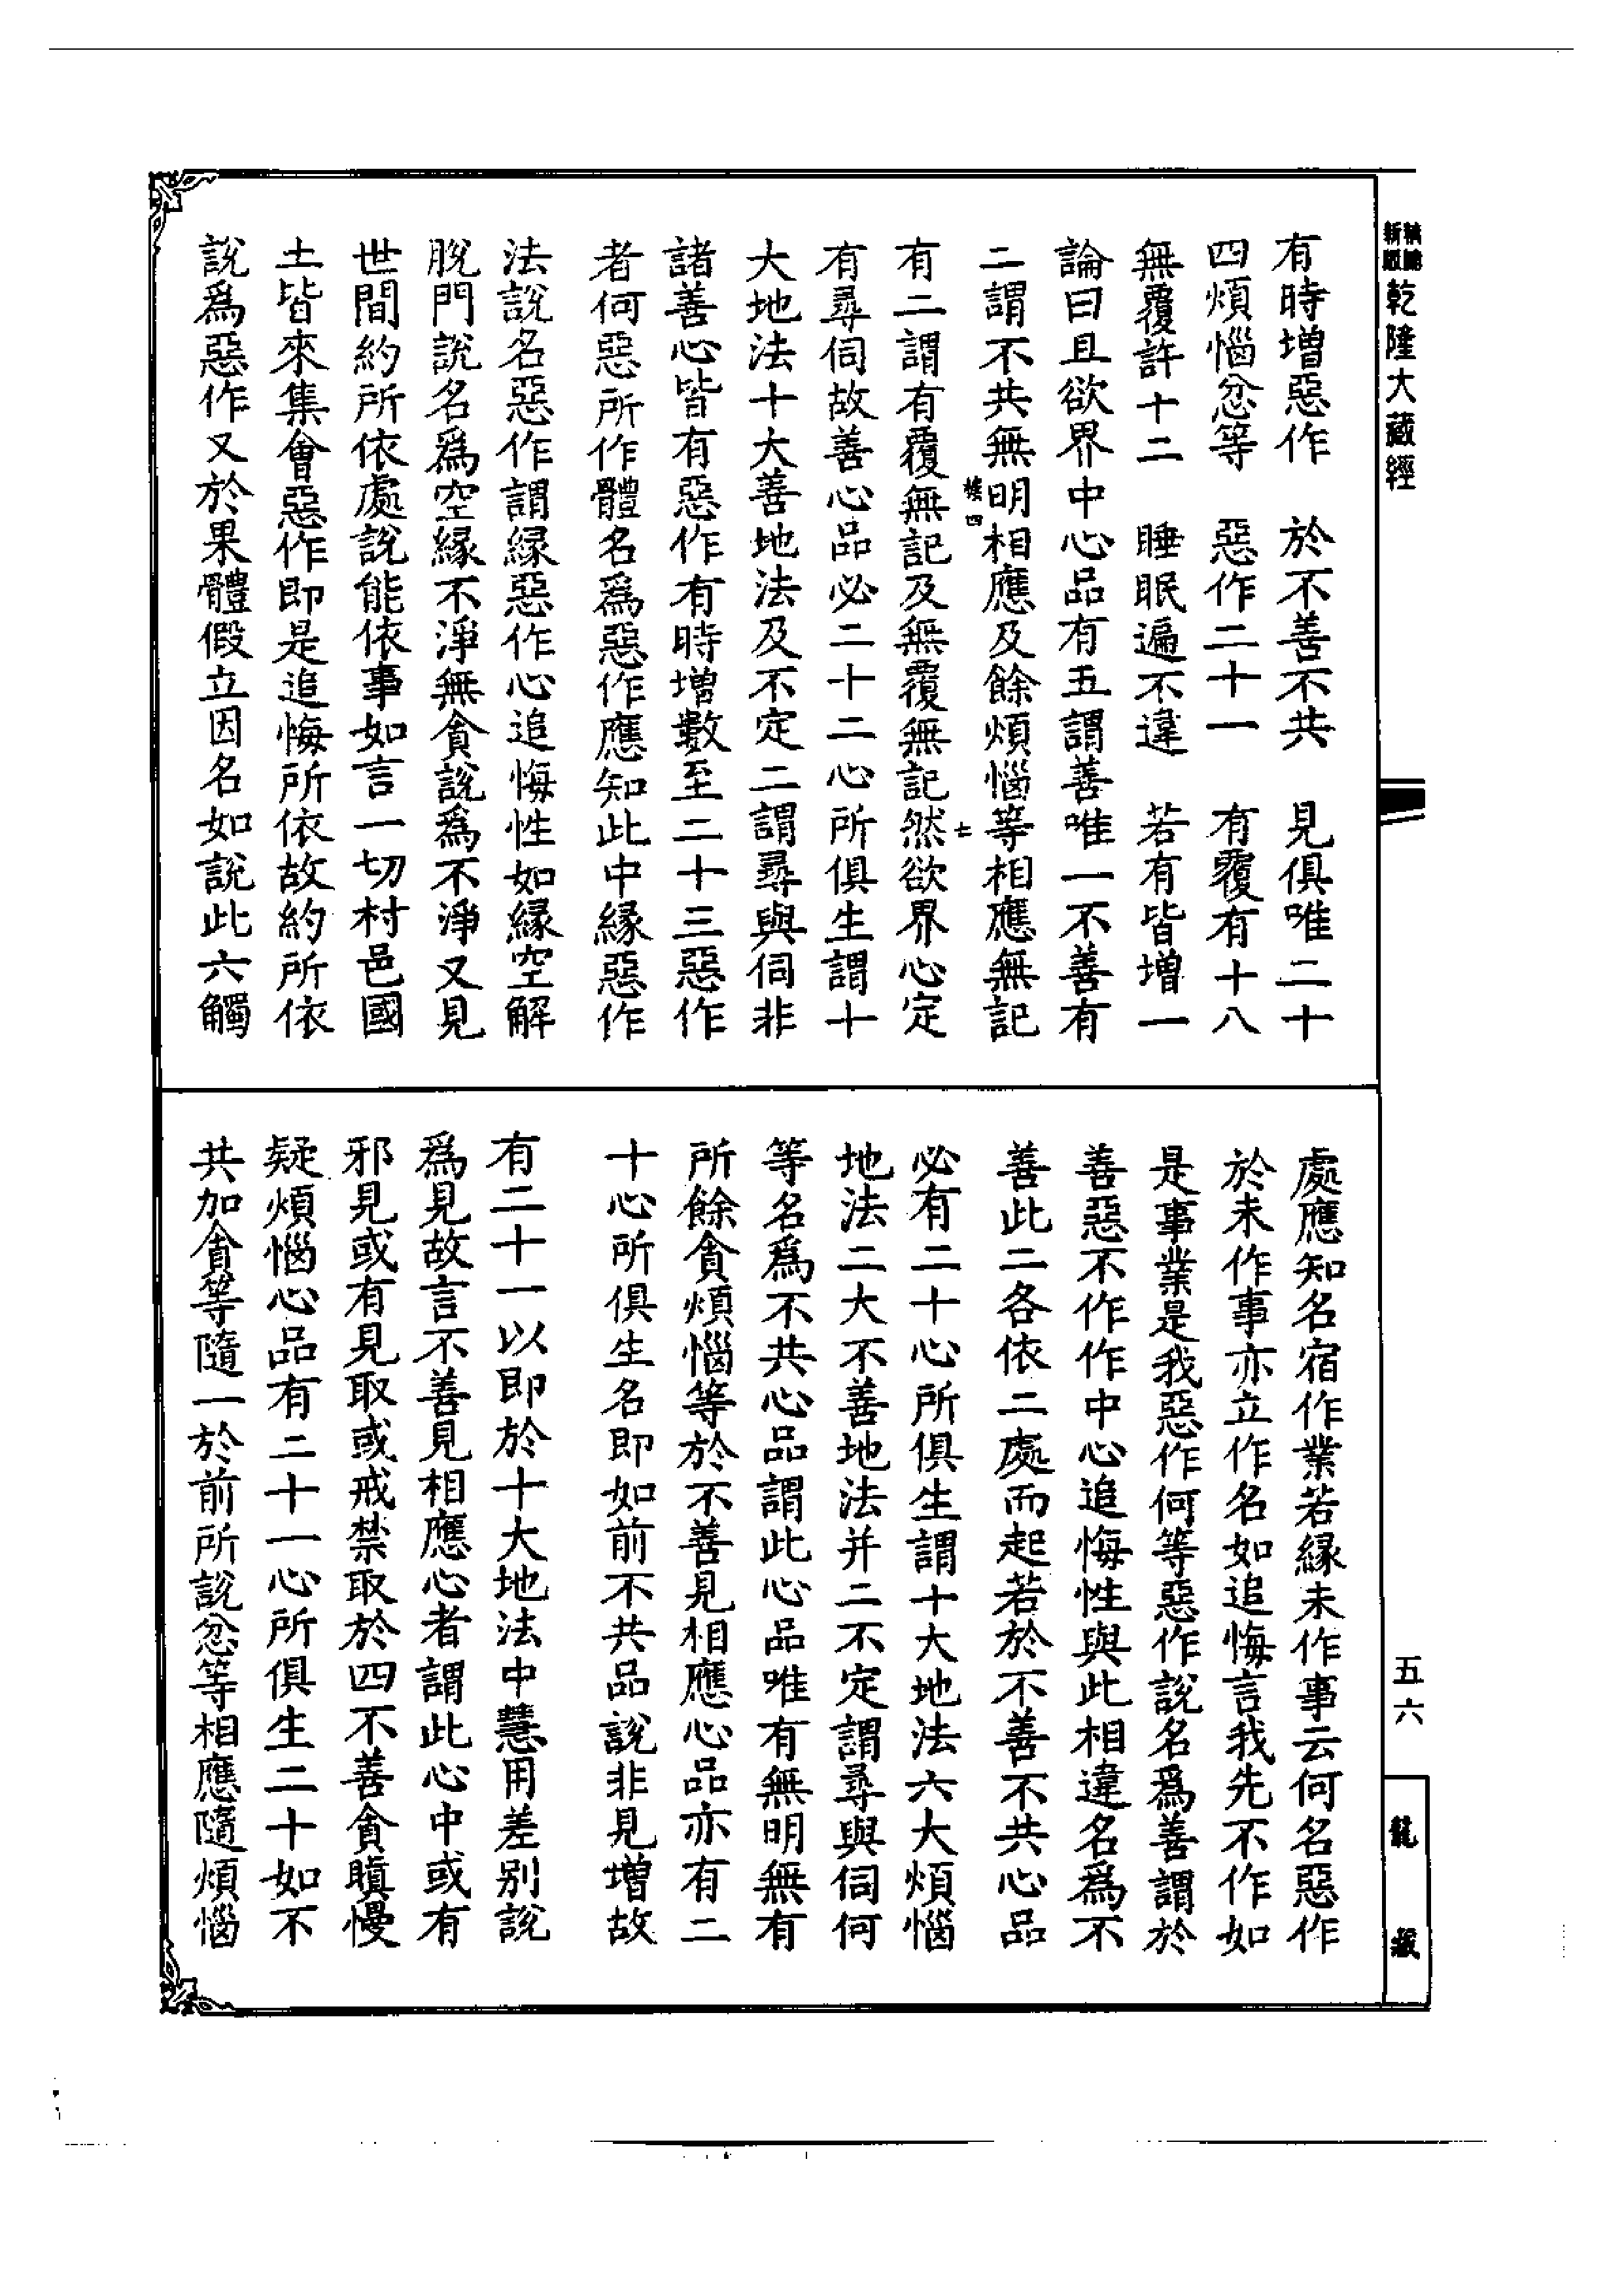 新
乾隆大藏經
有時增惡作　於不善不共　見俱唯二十
四煩惱忿等　惡作二十一　有覆有十八
無覆許十二　睡眠遍不違　若有皆增一
論曰且欲界中心品有五謂善唯一不善有
二謂不共無明相應及餘煩惱等相應無記
四
七
有二謂有覆無記及無覆無記然欲界心定
有尋伺故善心品必二十二心所俱生謂十
大地法十大善地法及不定二謂尋與伺非
諸善心皆有惡作有時增數至二十三惡作
者何惡所作體名爲惡作應知此中緣惡作
法說名惡作謂緣惡作心追悔性如緣空解
脫門說名爲空緣不淨無貪說爲不淨又見
世間約所依處說能依事如言一切村邑國
土皆來集會惡作即是追悔所依故約所依
說爲惡作又於果體假立因名如說此六觸
處應知名宿作業若緣未作事云何名惡作
於未作事亦立作名如追悔言我先不作如
是事業是我惡作何等惡作說名爲善謂於
善惡不作作中心追悔性與此相違名爲不
善此二各依二處而起若於不善不共心品
必有二十心所俱生謂十大地法六大煩惱
地法二大不善地法并二不定謂尋與伺何
等名爲不共心品謂此心品唯有無明無有
所餘貪煩惱等於不善見相應心品亦有二
十心所俱生名即如前不共品說非見增故
有二十一以即於十大地法中慧用差別說
爲見故言不善見相應心者謂此心中或有
邪見或有見取或戒禁取於四不善貪瞋慢
疑煩惱心品有二十一心所俱生二十如不
共加貪等隨一於前所說忿等相應隨煩惱
五六
龍藏